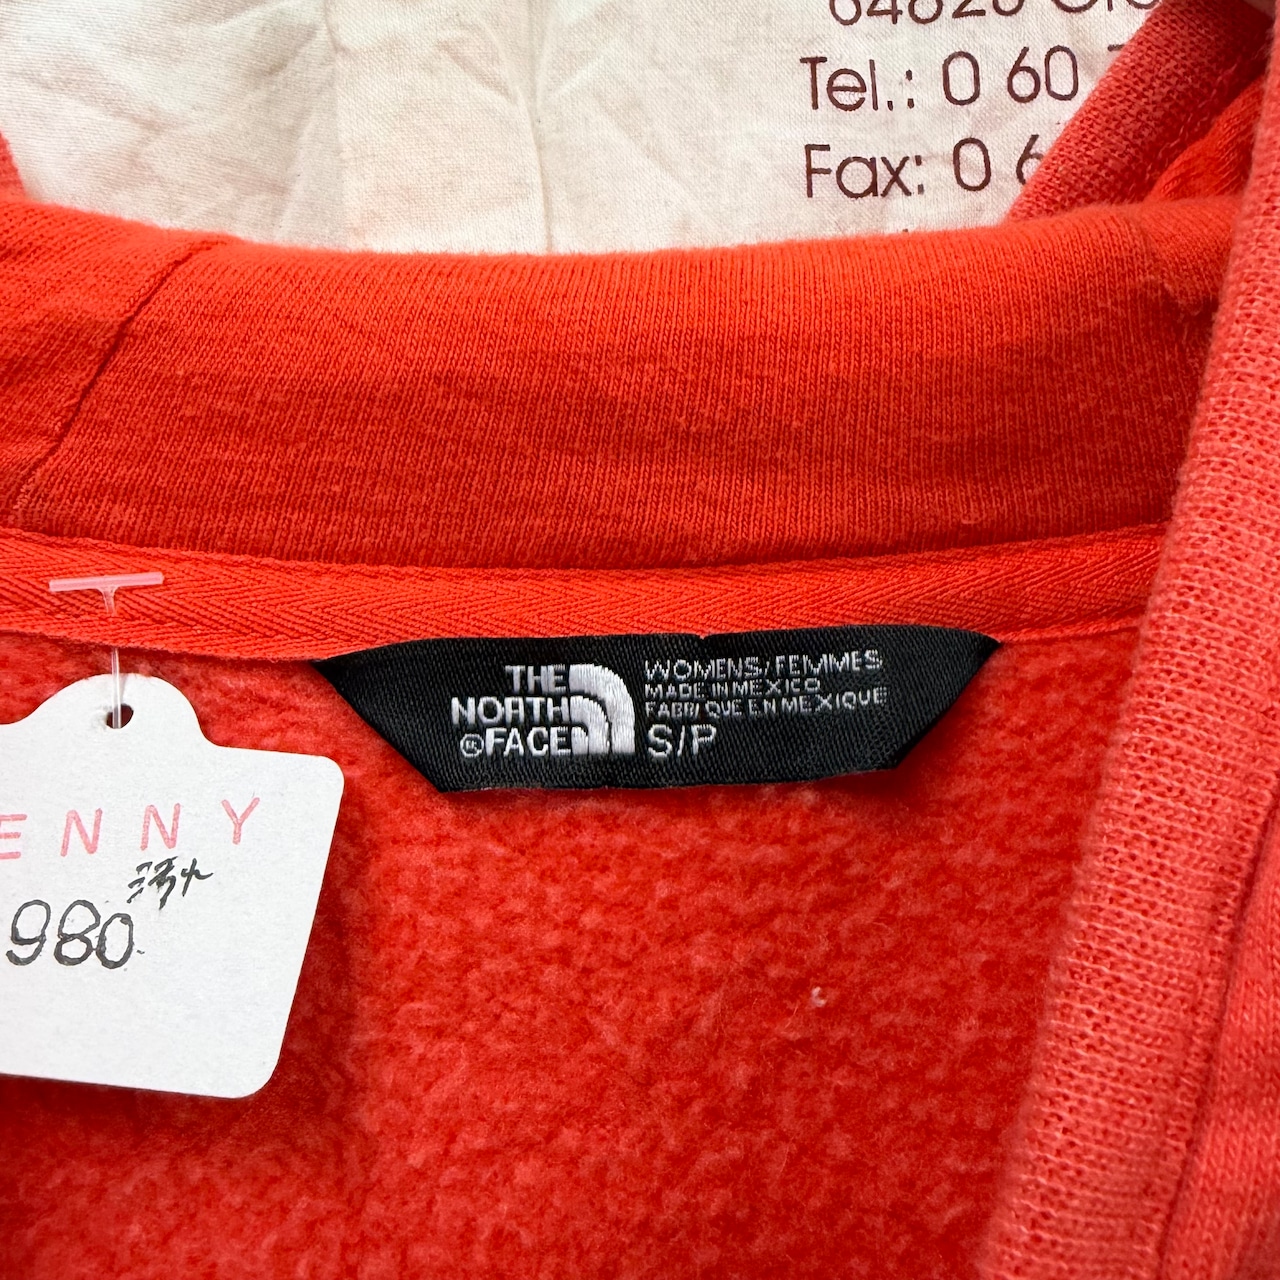 Tel.: 0 60
Fax: 0 6
THE
NORTH
®FACE
WOMENS/FEMMES
MADE IN MEXICO
FABRIQUE EN MEXIQUE
S/P
ENNY
980